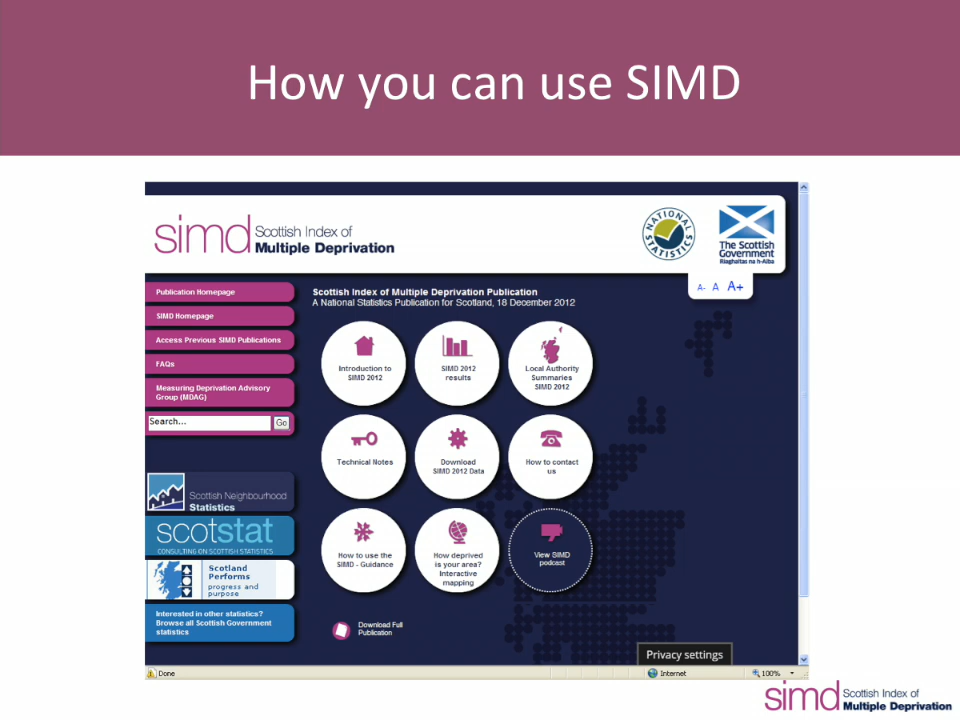 How you can use SIMD
simd Scottish Index of
Multiple Deprivation
NATIONAL STATISTICS
The Scottish
Government
Riaghaltas na h-Alba
A- A A+
Publication Homepage
SIMD Homepage
Access Previous SIMD Publications
FAQs
Measuring Deprivation Advisory
Group (MDAG)
Search...
Go
Scottish Neighbourhood
Statistics
scotstat
CONSULTING ON SCOTTISH STATISTICS
Scotland
Performs
progress and
purpose
Interested in other statistics?
Browse all Scottish Government
statistics
Scottish Index of Multiple Deprivation Publication
A National Statistics Publication for Scotland, 18 December 2012
Introduction to
SIMD 2012
SIMD 2012
results
Local Authority
Summaries
SIMD 2012
Technical Notes
Download
SIMD 2012 Data
How to contact
us
How to use the
SIMD - Guidance
How deprived
is your area?
Interactive
mapping
View SIMD
podcast
Download Full
Publication
Privacy settings
Done
Internet
100%
simd Scottish Index of
Multiple Deprivation